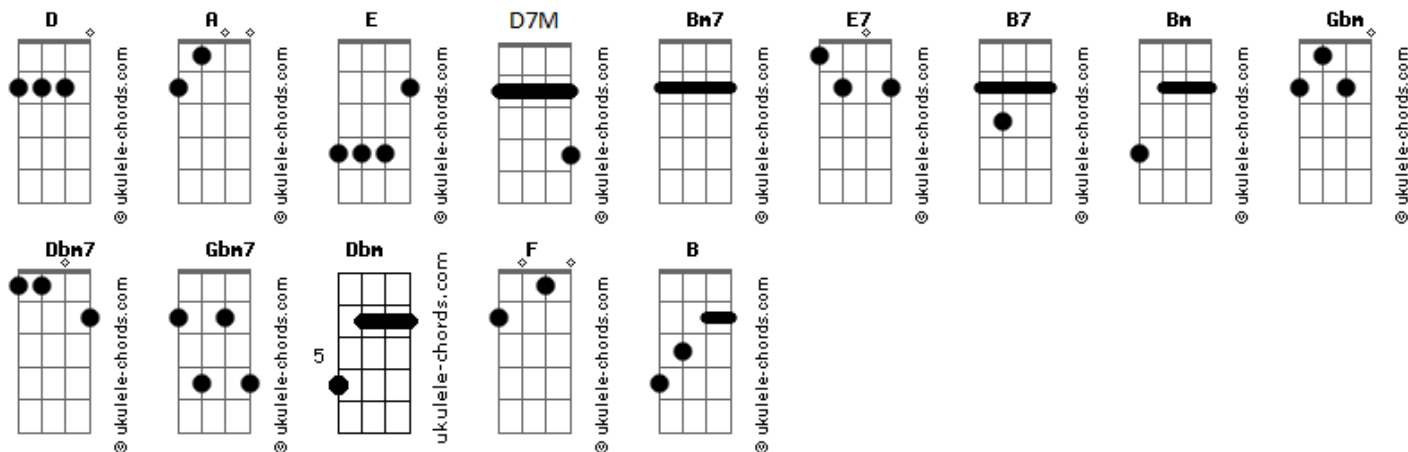 D A E D7M Bm7 E7 B7 Bm Gbm
© ukulele-chords.com © ukulele-chords.com © ukulele-chords.com © ukulele-chords.com © ukulele-chords.com © ukulele-chords.com © ukulele-chords.com © ukulele-chords.com © ukulele-chords.com
Dbm7 Gbm7 Dbm F B
5
© ukulele-chords.com © ukulele-chords.com ukulele-chords.com © ukulele-chords.com © ukulele-chords.com